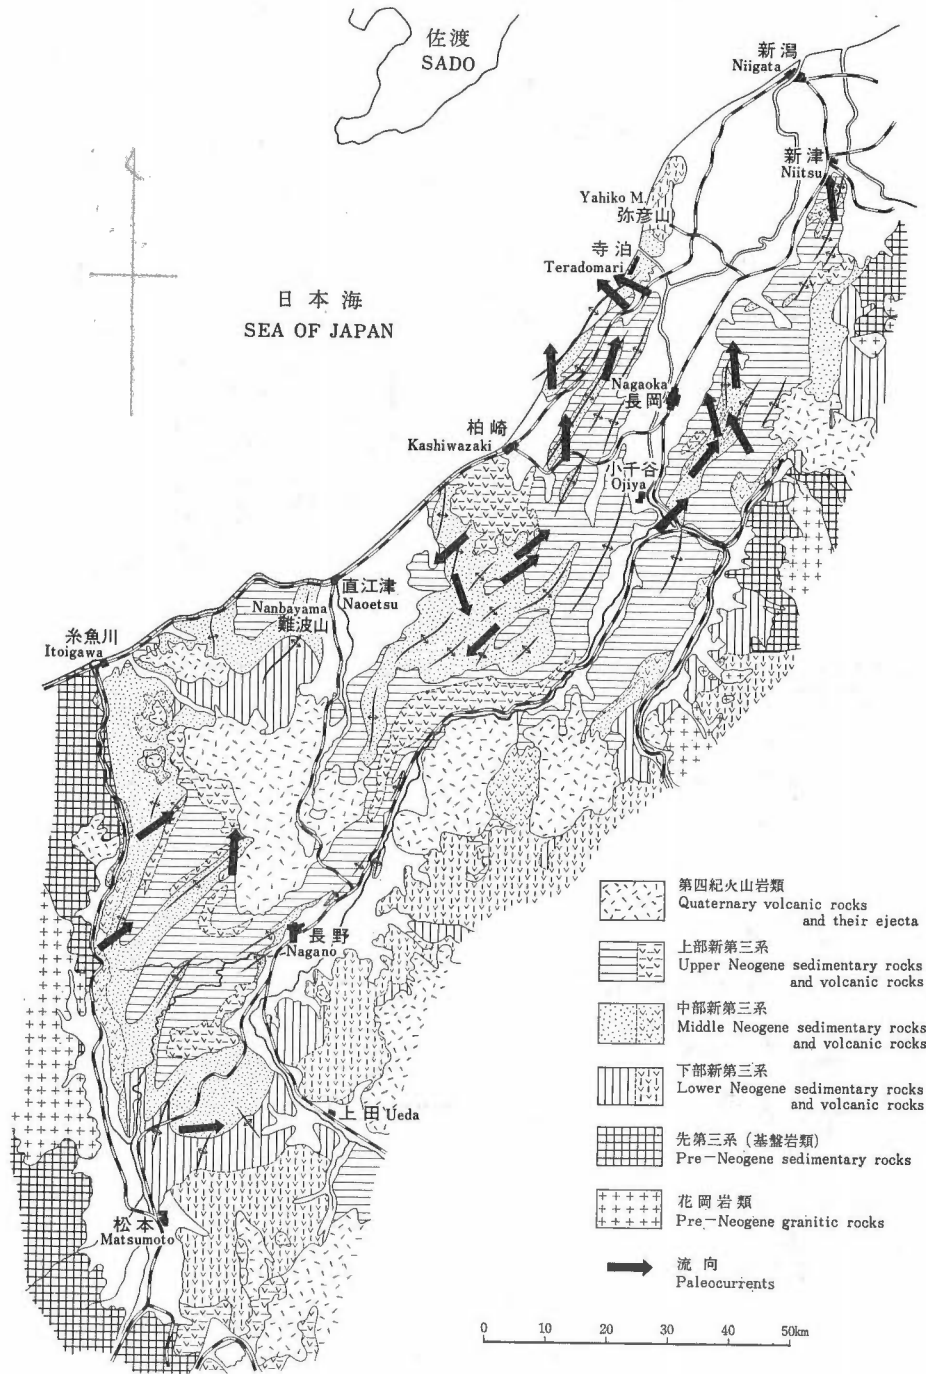 佐渡
SADO
新潟
Niigata
新津
Niitsu
Yahiko M.
弥彦山
寺泊
Teradomari
日本海
SEA OF JAPAN
Nagaoka
長岡
柏崎
Kashiwazaki
小千谷
Ojiya
直江津
Naoetsu
Nanbayama
難波山
糸魚川
Itoigawa
長野
Nagano
上田 Ueda
松本
Matsumoto
第四紀火山岩類
Quaternary volcanic rocks
and their ejecta
上部新第三系
Upper Neogene sedimentary rocks
and volcanic rocks
中部新第三系
Middle Neogene sedimentary rocks
and volcanic rocks
下部新第三系
Lower Neogene sedimentary rocks
and volcanic rocks
先第三系(基盤岩類)
Pre-Neogene sedimentary rocks
花岡岩類
Pre-Neogene granitic rocks
流向
Paleocurrents
0 10 20 30 40 50km